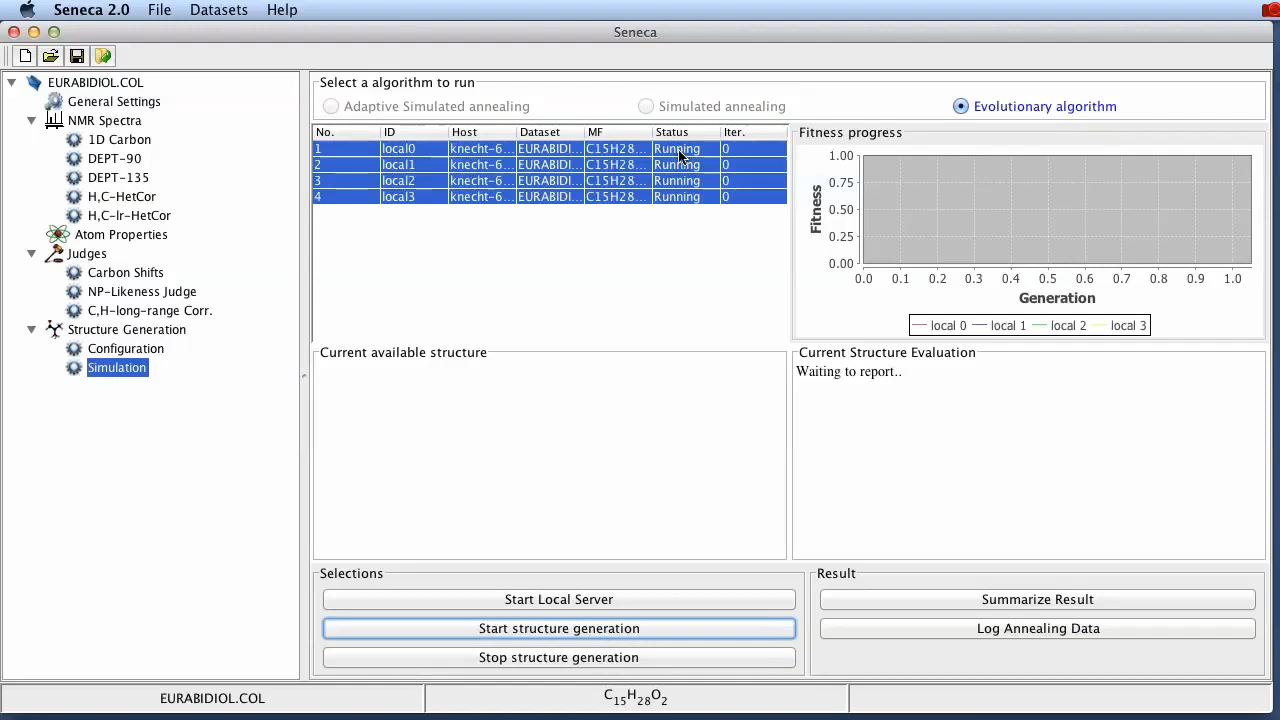 Seneca 2.0 File Datasets Help
Seneca
EURABIDIOL.COL
General Settings
NMR Spectra
1D Carbon
DEPT-90
DEPT-135
H,C-HetCor
H,C-lr-HetCor
Atom Properties
Judges
Carbon Shifts
NP-Likeness Judge
C,H-long-range Corr.
Structure Generation
Configuration
Simulation
Select a algorithm to run
Adaptive Simulated annealing Simulated annealing Evolutionary algorithm
No. ID Host Dataset MF Status Iter.
1 local0 knecht-6... EURABIDI... C15H28... Running 0
2 local1 knecht-6... EURABIDI... C15H28... Running 0
3 local2 knecht-6... EURABIDI... C15H28... Running 0
4 local3 knecht-6... EURABIDI... C15H28... Running 0
Fitness progress
Fitness
1.00
0.75
0.50
0.25
0.00
0.0 0.1 0.2 0.3 0.4 0.5 0.6 0.7 0.8 0.9 1.0
Generation
local 0 local 1 local 2 local 3
Current available structure
Current Structure Evaluation
Waiting to report..
Selections
Start Local Server
Start structure generation
Stop structure generation
Result
Summarize Result
Log Annealing Data
EURABIDIOL.COL
C15H28O2